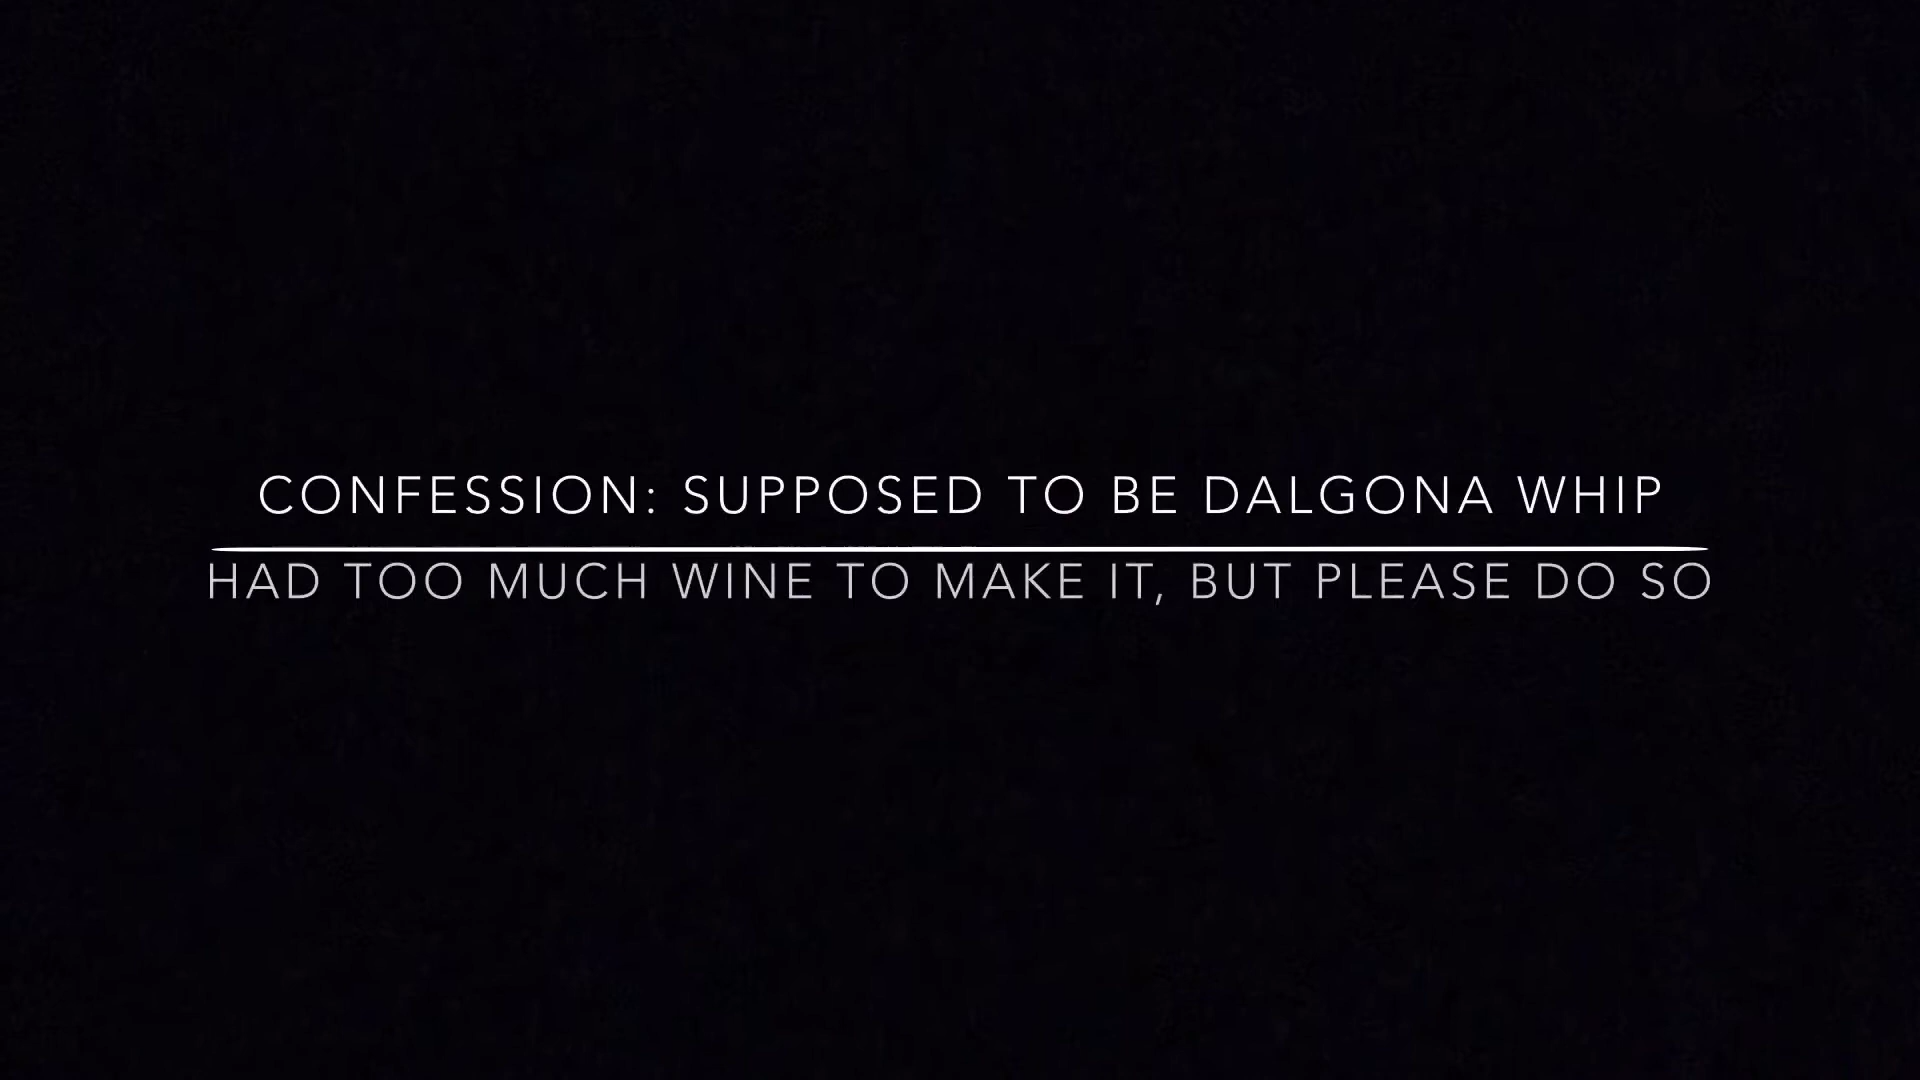 CONFESSION: SUPPOSED TO BE DALGONA WHIP
HAD TOO MUCH WINE TO MAKE IT, BUT PLEASE DO SO